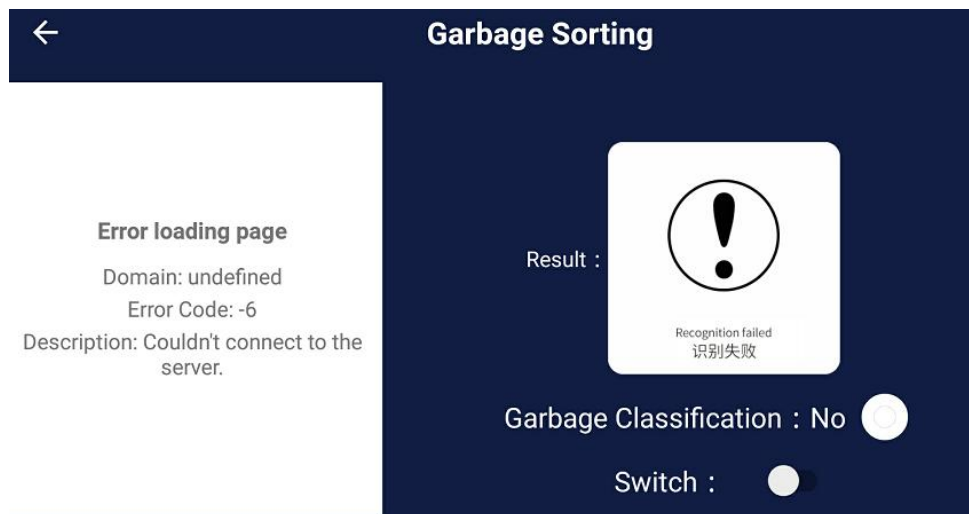 Garbage Sorting
Error loading page
Domain: undefined
Error Code: -6
Description: Couldn't connect to the
server.
Result：
Recognition failed
识别失败
Garbage Classification：No
Switch：